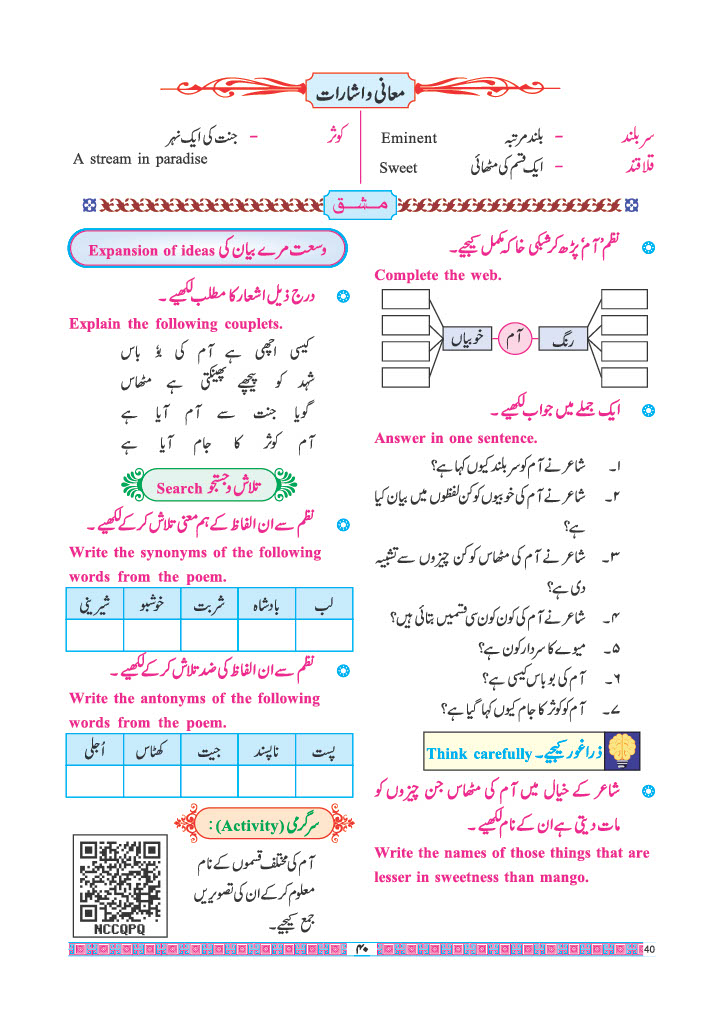 معانی و اشارات
سر بلند - بلند مرتبہ Eminent
قلاقند - ایک قسم کی مٹھائی Sweet
کوثر - جنت کی ایک نہر
A stream in paradise
مشق
نظم 'آم' پڑھ کر شبکی خاکہ مکمل کیجیے۔
Complete the web.
رنگ آم خوبیاں
ایک جملے میں جواب لکھیے۔
Answer in one sentence.
۱۔ شاعر نے آم کو سر بلند کیوں کہا ہے؟
۲۔ شاعر نے آم کی خوبیوں کو کن لفظوں میں بیان کیا
ہے؟
۳۔ شاعر نے آم کی مٹھاس کو کن چیزوں سے تشبیہ
دی ہے؟
۴۔ شاعر نے آم کی کون کون سی قسمیں بتائی ہیں؟
۵۔ میوے کا سردار کون ہے؟
۶۔ آم کی بو باس کیسی ہے؟
۷۔ آم کو کوثر کا جام کیوں کہا گیا ہے؟
ذرا غور کیجیے۔ Think carefully
شاعر کے خیال میں آم کی مٹھاس جن چیزوں کو
مات دیتی ہے ان کے نام لکھیے۔
Write the names of those things that are
lesser in sweetness than mango.
وسعت مرے بیان کی Expansion of ideas
درج ذیل اشعار کا مطلب لکھیے۔
Explain the following couplets.
کیسی اچھی ہے آم کی بوٗ باس
شہد کو پیچھے پھینکتی ہے مٹھاس
گویا جنت سے آم آیا ہے
آم کوثر کا جام آیا ہے
تلاش و جستجو Search
نظم سے ان الفاظ کے ہم معنی تلاش کر کے لکھیے۔
Write the synonyms of the following
words from the poem.
لب بادشاہ شربت خوشبو شیرینی
نظم سے ان الفاظ کی ضد تلاش کر کے لکھیے۔
Write the antonyms of the following
words from the poem.
پست ناپسند جیت کھٹاس اُجلی
سرگرمی (Activity):
آم کی مختلف قسموں کے نام
معلوم کر کے ان کی تصویریں
جمع کیجیے۔
NCCQPQ
۴۰
40